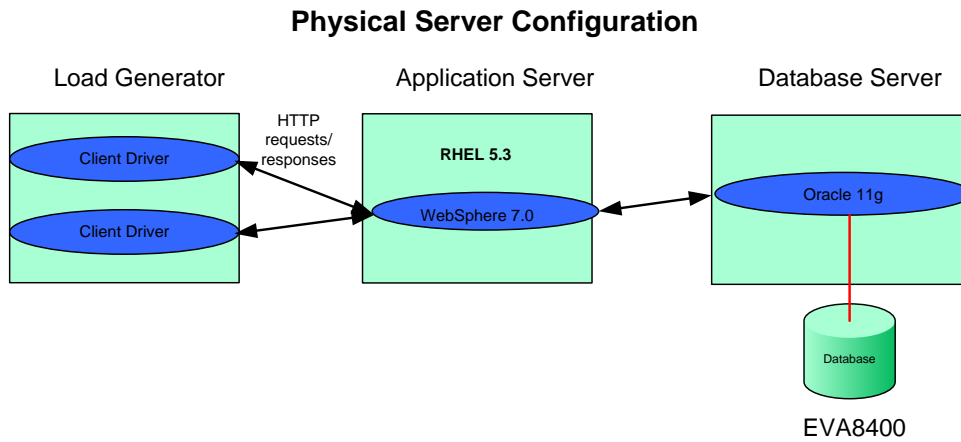 Physical Server Configuration
Load Generator
Application Server
Database Server
HTTP
requests/
responses
Client Driver
Client Driver
RHEL 5.3
WebSphere 7.0
Oracle 11g
Database
EVA8400